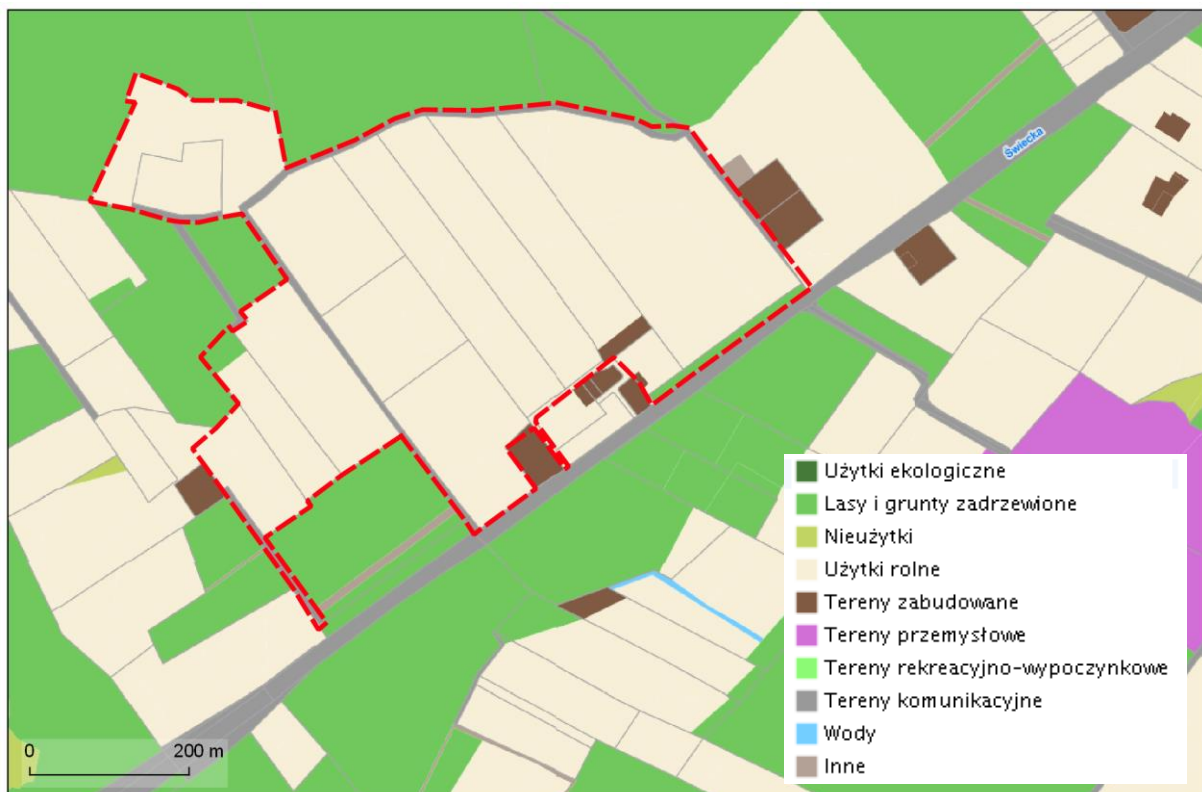 Świecka
Użytki ekologiczne
Lasy i grunty zadrzewione
Nieużytki
Użytki rolne
Tereny zabudowane
Tereny przemysłowe
Tereny rekreacyjno-wypoczynkowe
Tereny komunikacyjne
Wody
Inne
0 200 m